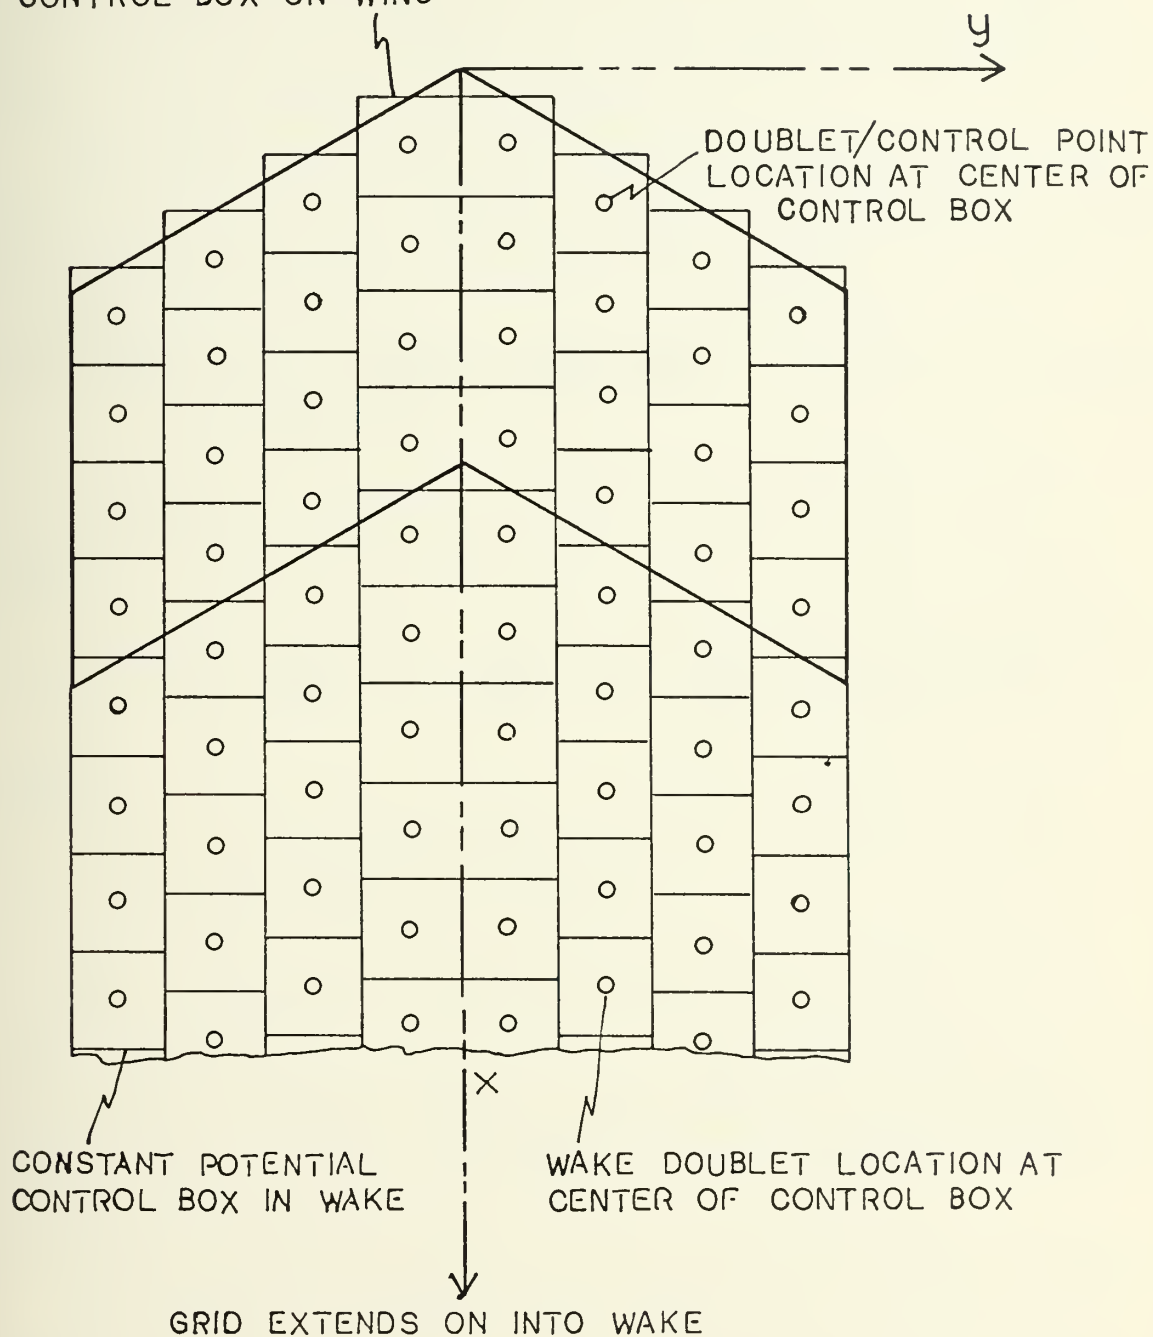 CONTROL BOX ON WING
y
DOUBLET/CONTROL POINT
LOCATION AT CENTER OF
CONTROL BOX
X
CONSTANT POTENTIAL
CONTROL BOX IN WAKE
WAKE DOUBLET LOCATION AT
CENTER OF CONTROL BOX
GRID EXTENDS ON INTO WAKE